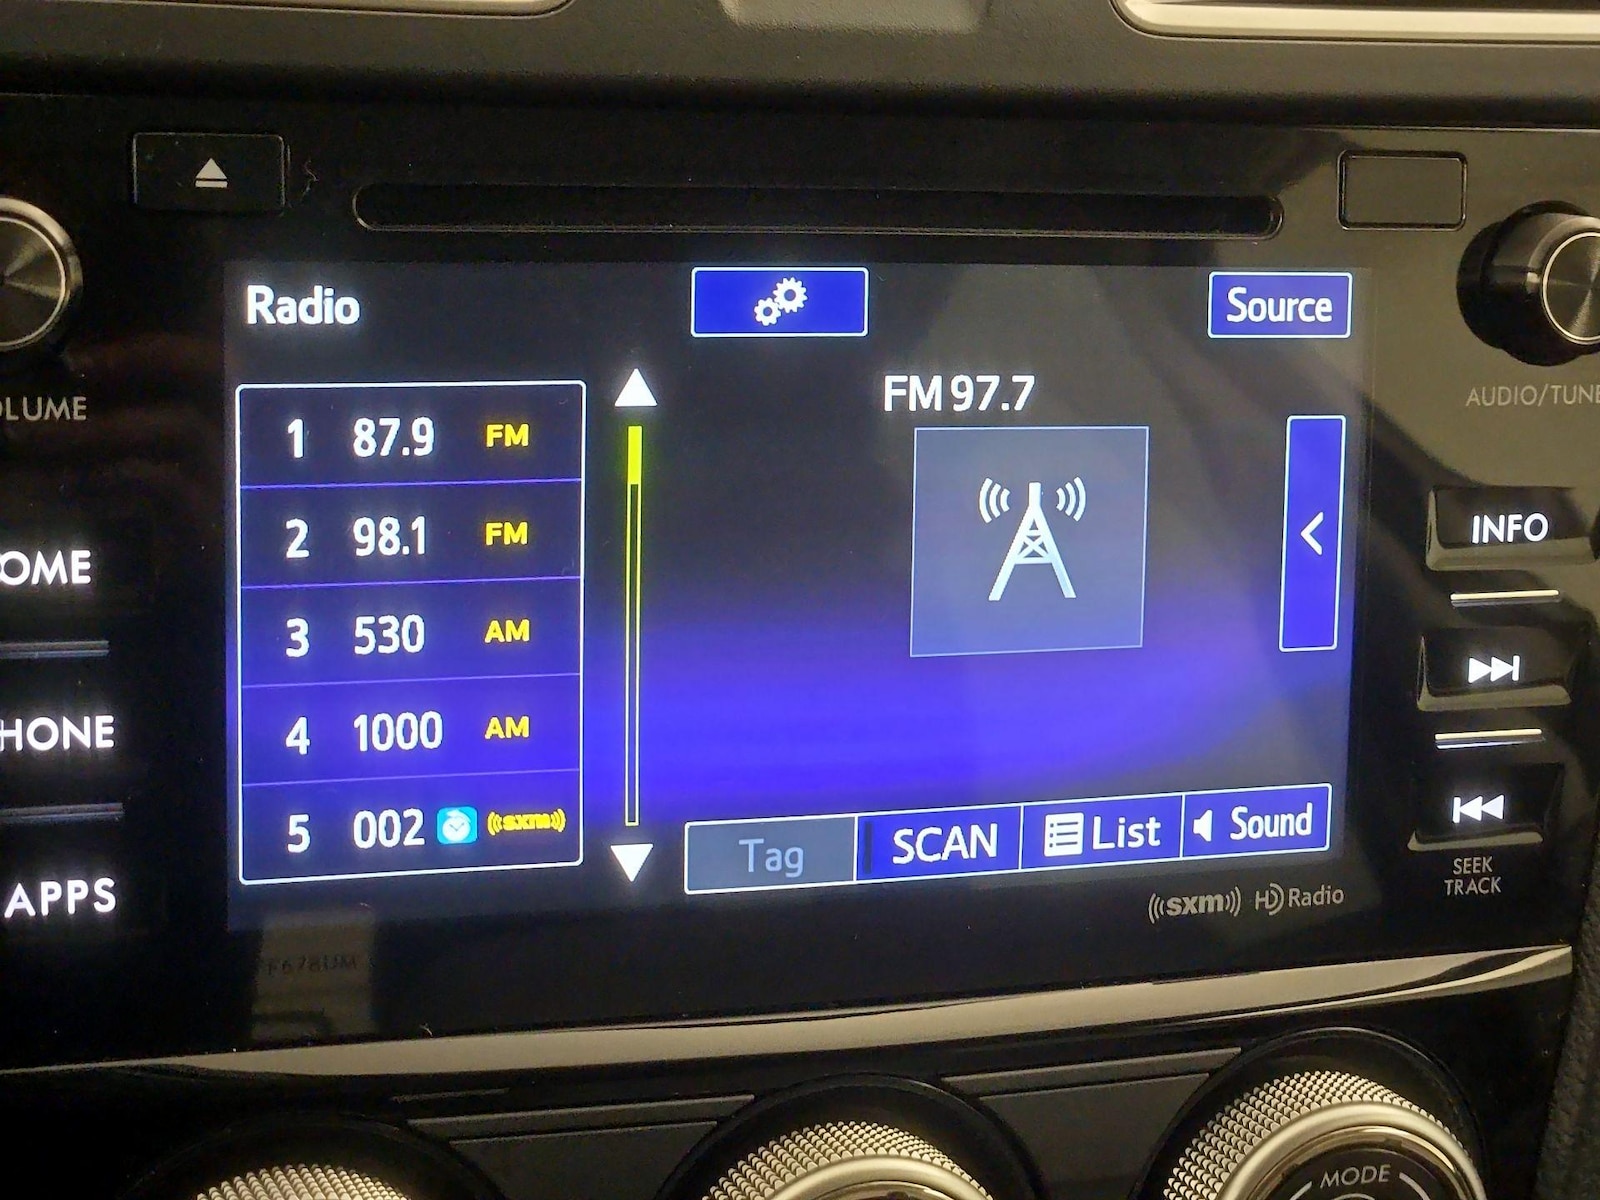 Radio
Source
FM 97.7
1 87.9 FM
2 98.1 FM
3 530 AM
4 1000 AM
5 002 ((sxm))
Tag
SCAN
List
Sound
((sxm)) HD Radio
F678UM
OLUME
OME
HONE
APPS
AUDIO/TUNE
INFO
SEEK
TRACK
MODE